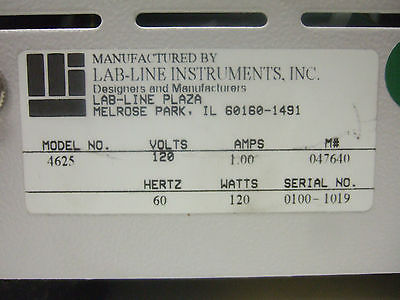 MANUFACTURED BY
LAB-LINE INSTRUMENTS, INC.
Designers and Manufacturers
LAB-LINE PLAZA
MELROSE PARK, IL 60160-1491
MODEL NO. VOLTS AMPS M#
4625 120 1.00 047640
HERTZ WATTS SERIAL NO.
60 120 0100-1019